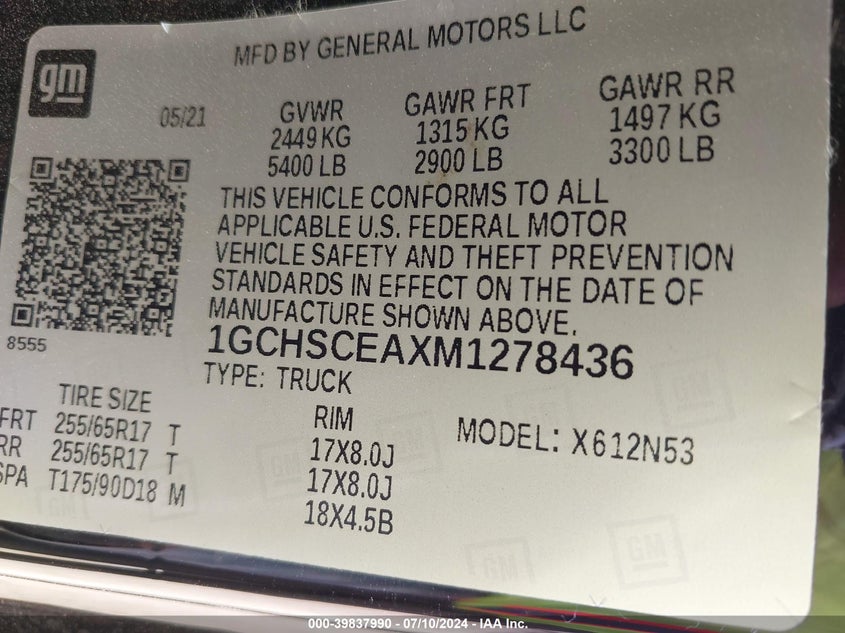 gm
MFD BY GENERAL MOTORS LLC
05/21
GVWR
2449 KG
5400 LB
GAWR FRT
1315 KG
2900 LB
GAWR RR
1497 KG
3300 LB
THIS VEHICLE CONFORMS TO ALL
APPLICABLE U.S. FEDERAL MOTOR
VEHICLE SAFETY AND THEFT PREVENTION
STANDARDS IN EFFECT ON THE DATE OF
MANUFACTURE SHOWN ABOVE.
8555
1GCHSCEAXM1278436
TYPE: TRUCK
TIRE SIZE
RIM
MODEL: X612N53
FRT 255/65R17 T 17X8.0J
RR 255/65R17 T 17X8.0J
SPA T175/90D18 M 18X4.5B
GM
GM
GM
000-39837990 - 07/10/2024 - IAA Inc.